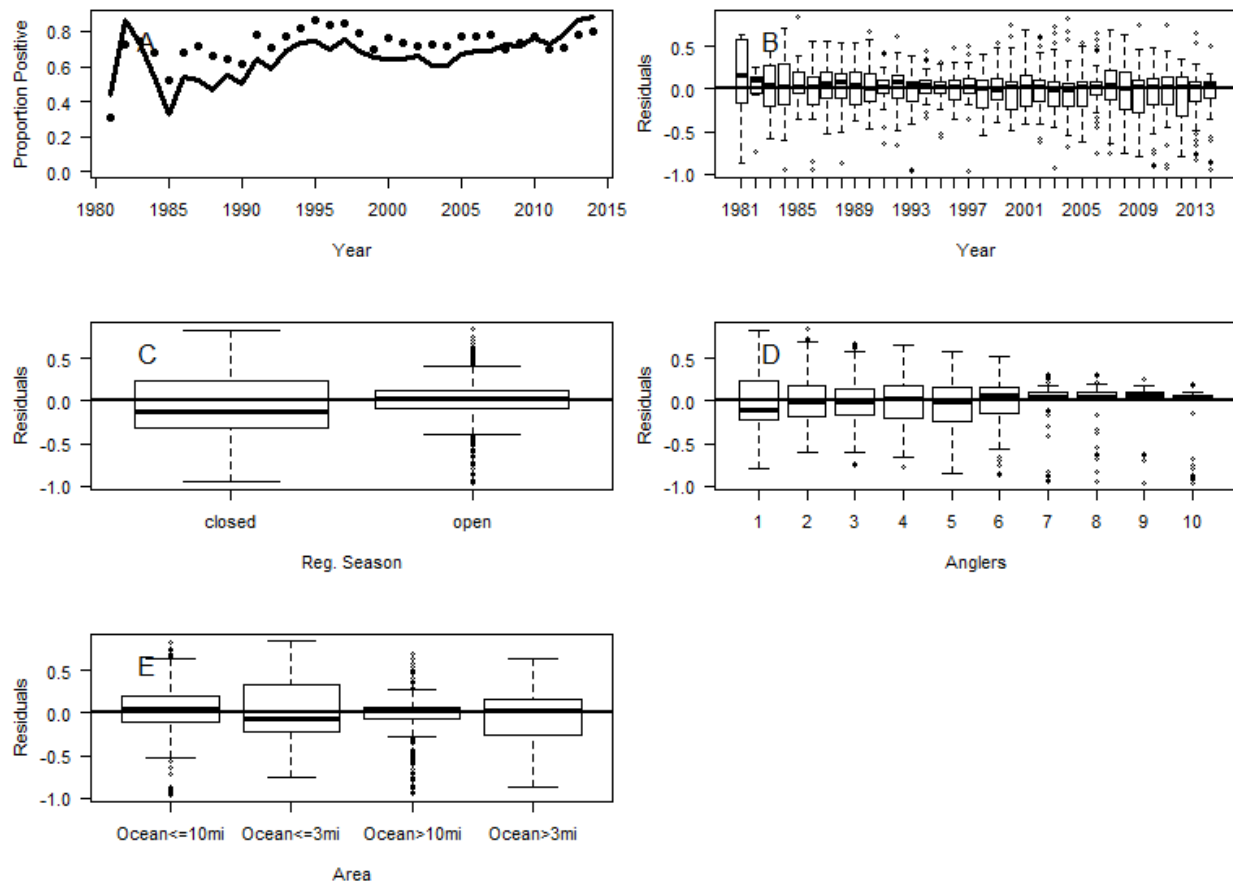 A
Proportion Positive
0.8
0.6
0.4
0.2
0.0
1980 1985 1990 1995 2000 2005 2010 2015
Year
B
Residuals
0.5
0.0
-0.5
-1.0
1981 1985 1989 1993 1997 2001 2005 2009 2013
Year
C
Residuals
0.5
0.0
-0.5
-1.0
closed open
Reg. Season
D
Residuals
0.5
0.0
-0.5
-1.0
1 2 3 4 5 6 7 8 9 10
Anglers
E
Residuals
0.5
0.0
-0.5
-1.0
Ocean<=10mi Ocean<=3mi Ocean>10mi Ocean>3mi
Area